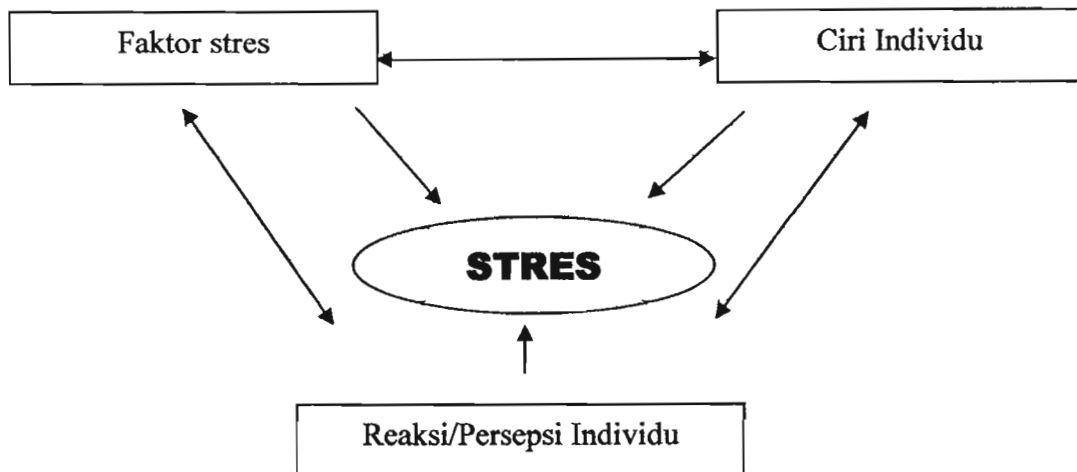 Faktor stres
Ciri Individu
STRES
Reaksi/Persepsi Individu